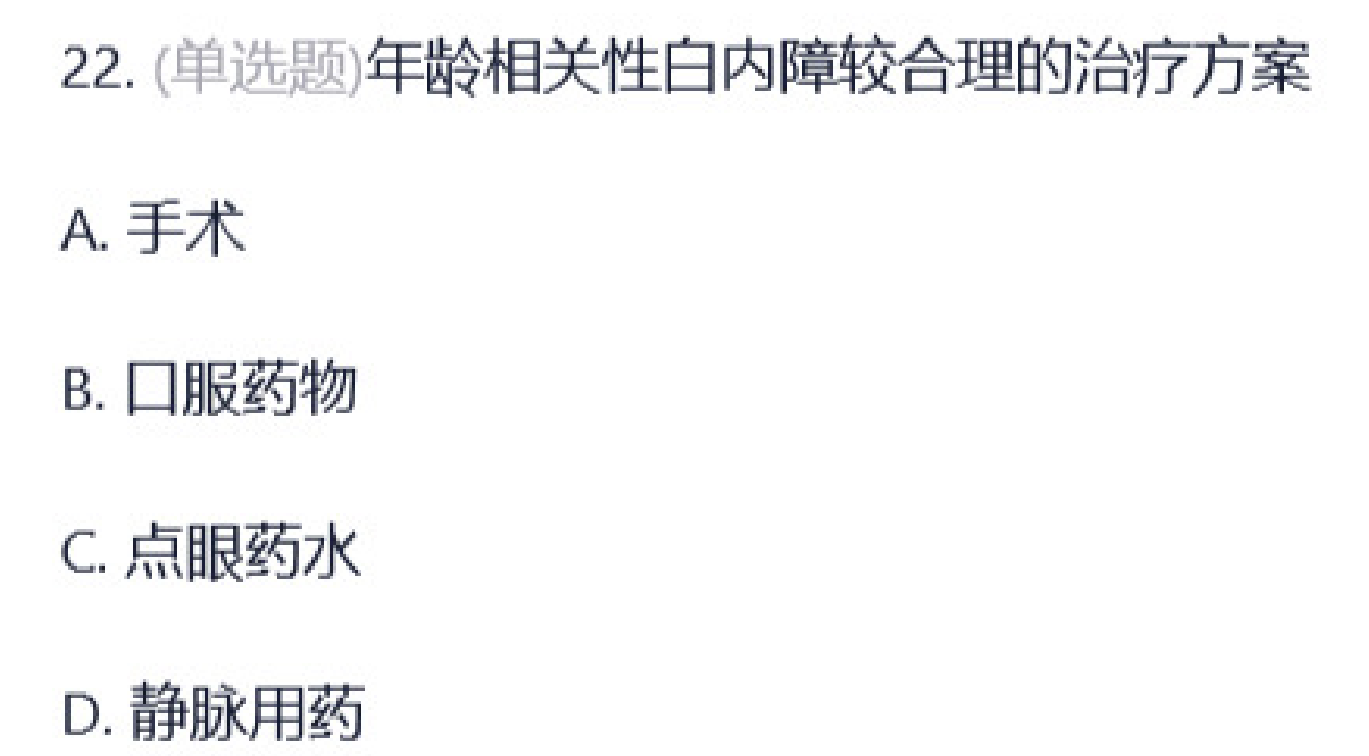 22. (单选题)年龄相关性白内障较合理的治疗方案
A. 手术
B. 口服药物
C. 点眼药水
D. 静脉用药